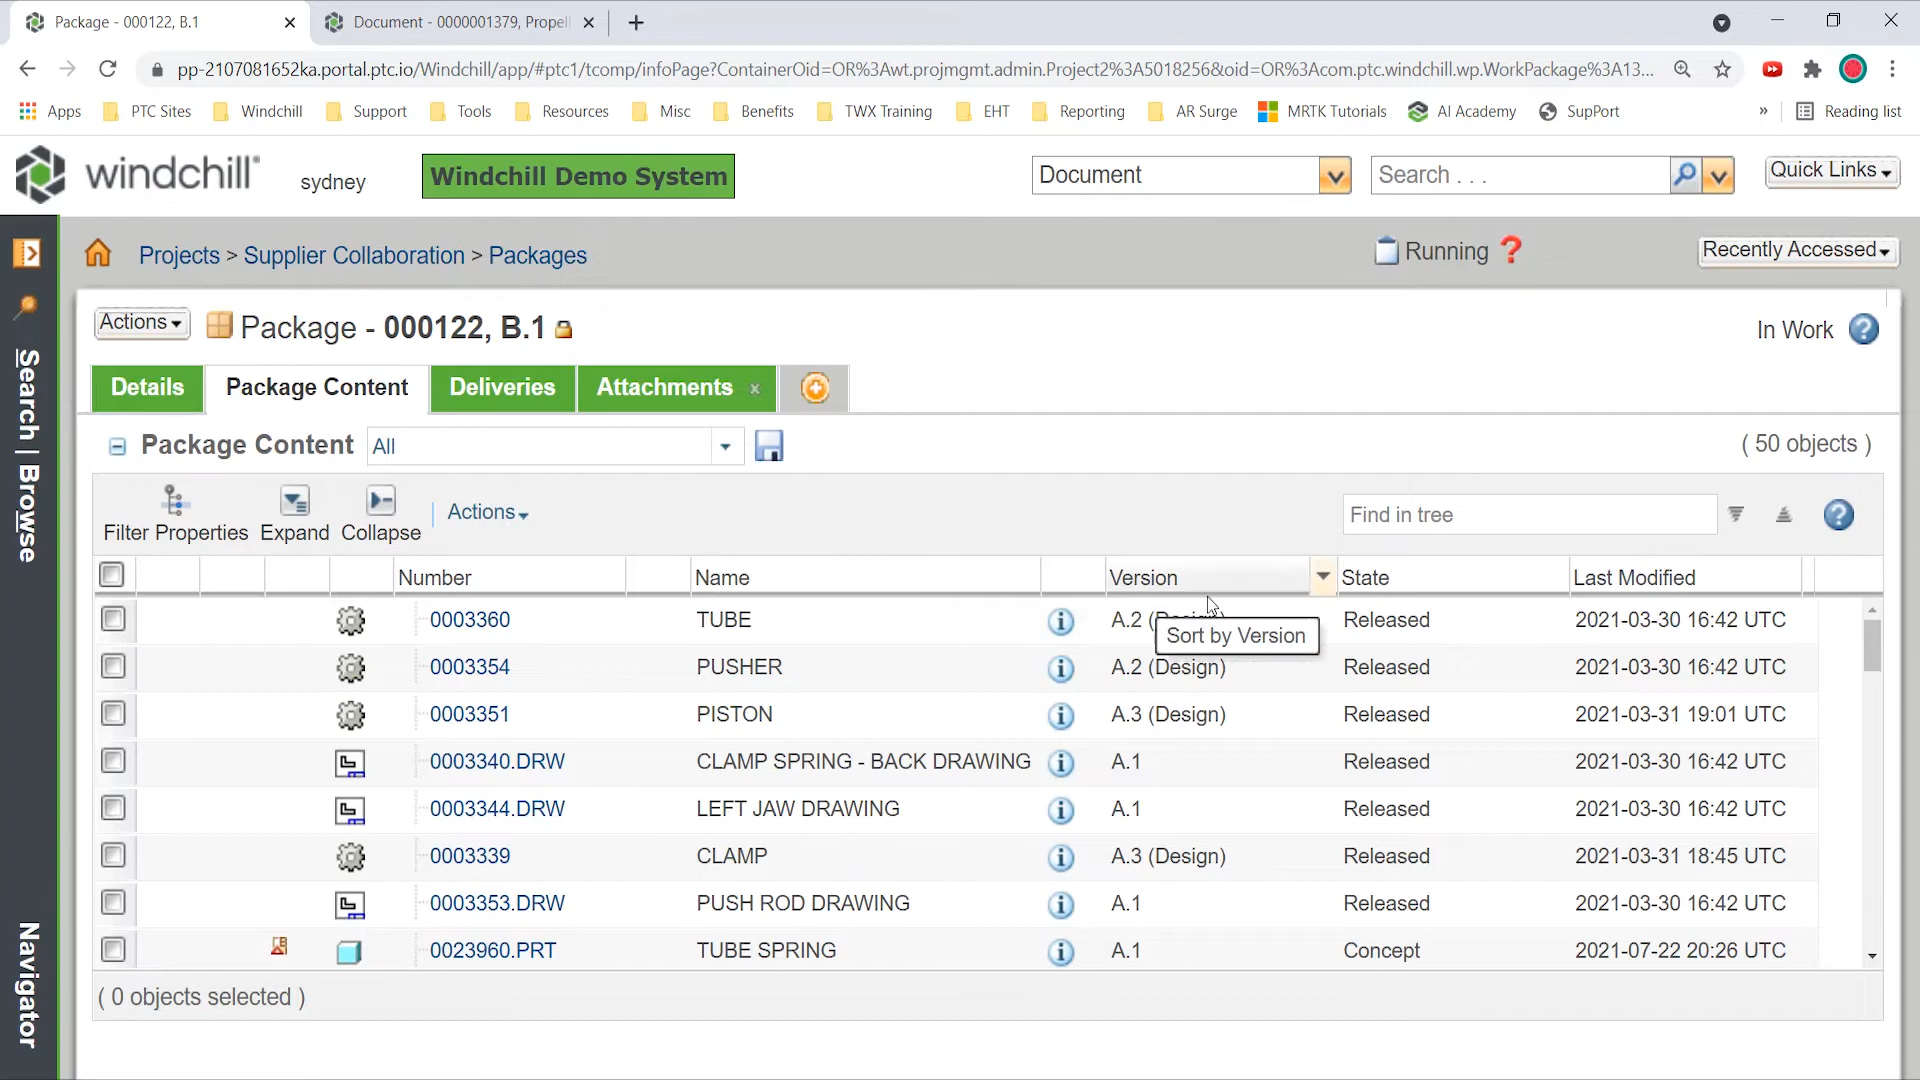 Package - 000122, B.1
Document - 0000001379, Propel
pp-2107081652ka.portal.ptc.io/Windchill/app/#ptc1/tcomp/infoPage?ContainerOid=OR%3Awt.projmgmt.admin.Project2%3A5018256&oid=OR%3Acom.ptc.windchill.wp.WorkPackage%3A13...
Apps PTC Sites Windchill Support Tools Resources Misc Benefits TWX Training EHT Reporting AR Surge MRTK Tutorials AI Academy SupPort » Reading list
windchill
sydney
Windchill Demo System
Document
Search . . .
Quick Links
Projects > Supplier Collaboration > Packages
Running
Recently Accessed
Actions
Package - 000122, B.1
In Work
Details Package Content Deliveries Attachments x
Package Content All
( 50 objects )
Filter Properties Expand Collapse Actions
Find in tree
Number Name Version State Last Modified
0003360 TUBE A.2 ( Released 2021-03-30 16:42 UTC
Sort by Version
0003354 PUSHER A.2 (Design) Released 2021-03-30 16:42 UTC
0003351 PISTON A.3 (Design) Released 2021-03-31 19:01 UTC
0003340.DRW CLAMP SPRING - BACK DRAWING A.1 Released 2021-03-30 16:42 UTC
0003344.DRW LEFT JAW DRAWING A.1 Released 2021-03-30 16:42 UTC
0003339 CLAMP A.3 (Design) Released 2021-03-31 18:45 UTC
0003353.DRW PUSH ROD DRAWING A.1 Released 2021-03-30 16:42 UTC
0023960.PRT TUBE SPRING A.1 Concept 2021-07-22 20:26 UTC
( 0 objects selected )
Search | Browse
Navigator